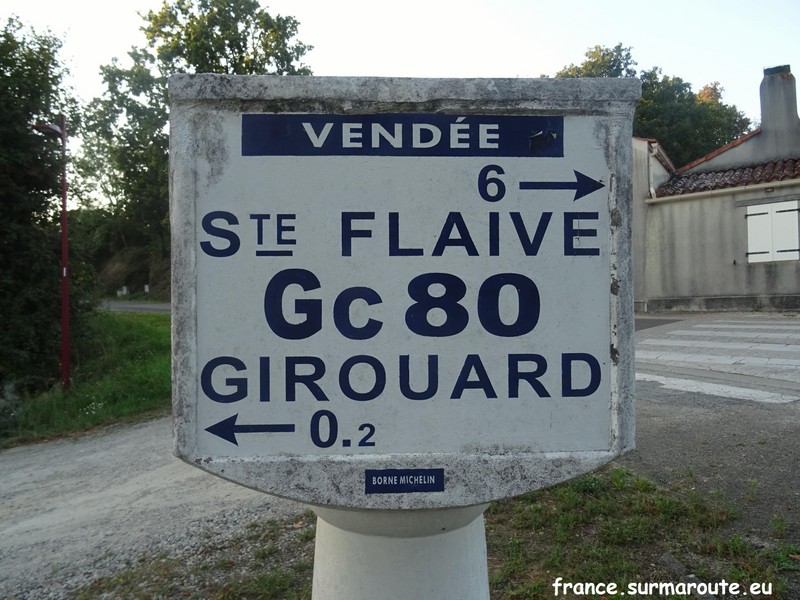 VENDÉE
6
STE FLAIVE
Gc 80
GIROUARD
0.2
BORNE MICHELIN
france.surmaroute.eu